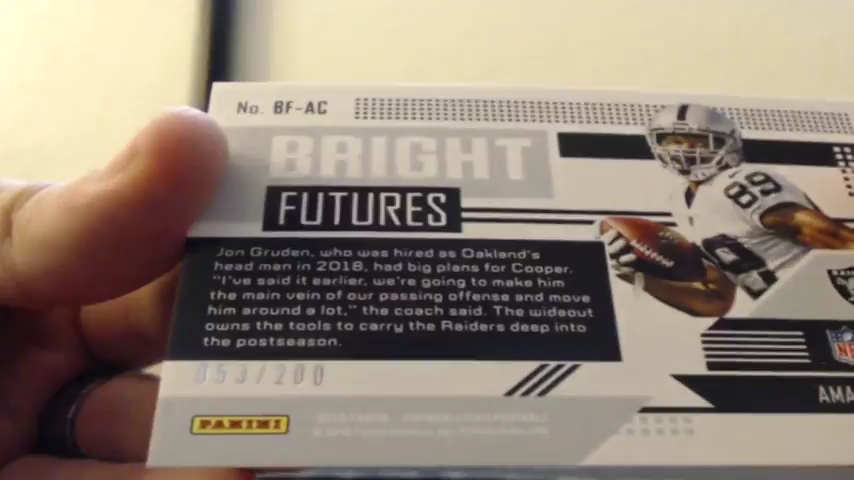 No. BF-AC
BRIGHT
FUTURES
89
Jon Gruden, who was hired as Oakland's
head man in 2018, had big plans for Cooper.
"I've said it earlier, we're going to make him
the main vein of our passing offense and move
him around a lot," the coach said. The wideout
owns the tools to carry the Raiders deep into
the postseason.
053/200
NFL
AMA
PANINI